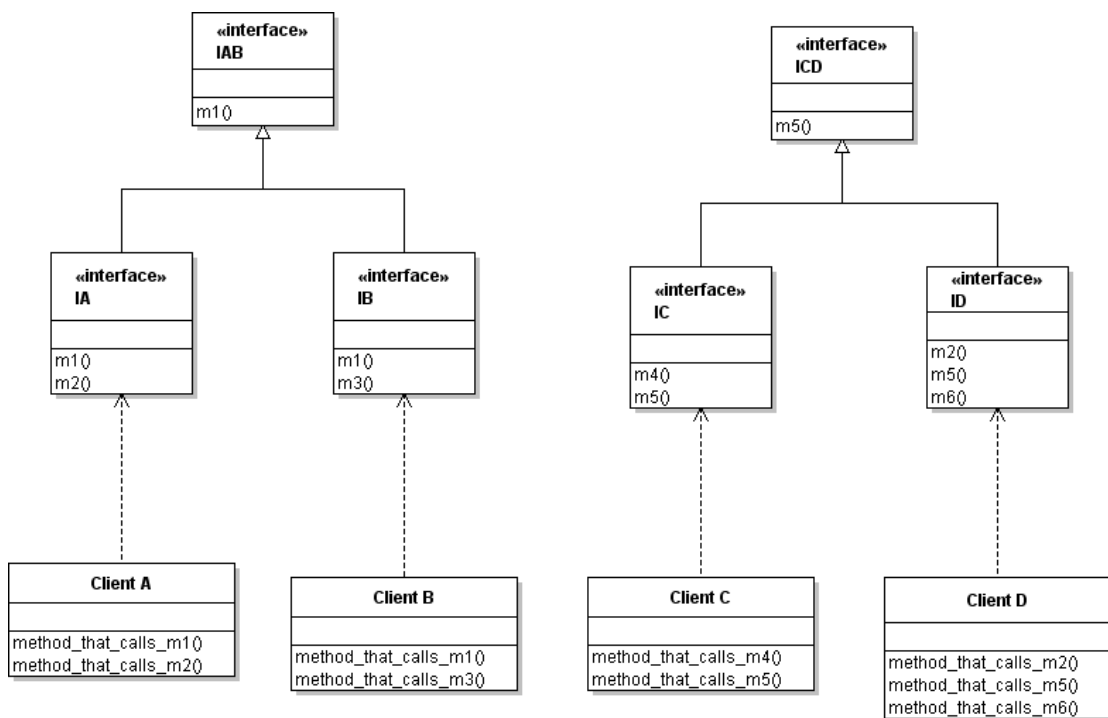 «interface»
IAB
m1()
«interface»
ICD
m5()
«interface»
IA
m1()
m2()
«interface»
IB
m1()
m3()
«interface»
IC
m4()
m5()
«interface»
ID
m2()
m5()
m6()
Client A
method_that_calls_m1()
method_that_calls_m2()
Client B
method_that_calls_m1()
method_that_calls_m3()
Client C
method_that_calls_m4()
method_that_calls_m5()
Client D
method_that_calls_m2()
method_that_calls_m5()
method_that_calls_m6()